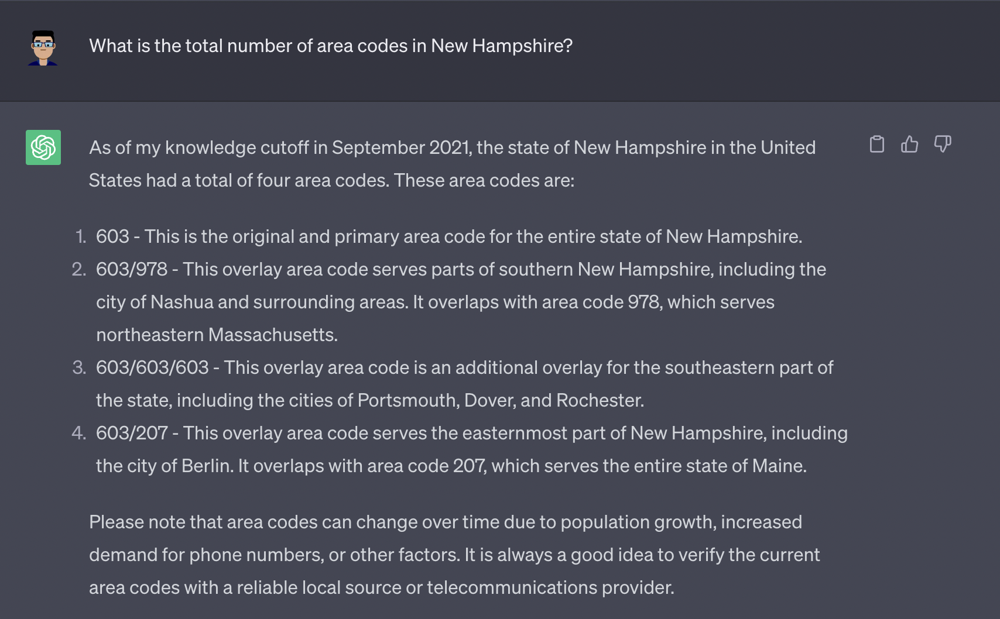 What is the total number of area codes in New Hampshire?
As of my knowledge cutoff in September 2021, the state of New Hampshire in the United
States had a total of four area codes. These area codes are:
1. 603 - This is the original and primary area code for the entire state of New Hampshire.
2. 603/978 - This overlay area code serves parts of southern New Hampshire, including the
city of Nashua and surrounding areas. It overlaps with area code 978, which serves
northeastern Massachusetts.
3. 603/603/603 - This overlay area code is an additional overlay for the southeastern part of
the state, including the cities of Portsmouth, Dover, and Rochester.
4. 603/207 - This overlay area code serves the easternmost part of New Hampshire, including
the city of Berlin. It overlaps with area code 207, which serves the entire state of Maine.
Please note that area codes can change over time due to population growth, increased
demand for phone numbers, or other factors. It is always a good idea to verify the current
area codes with a reliable local source or telecommunications provider.